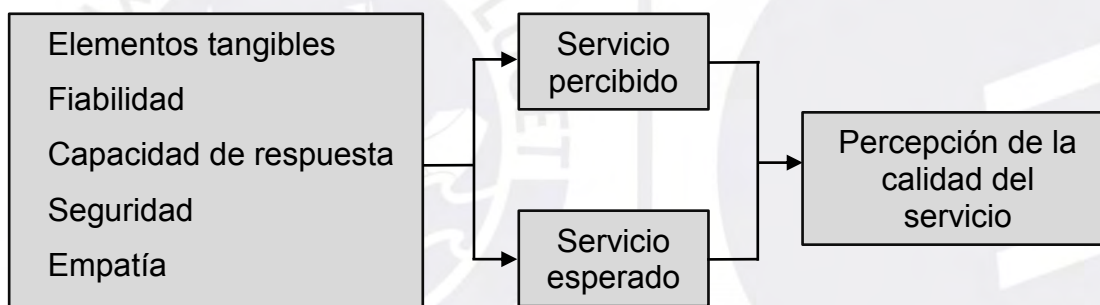 Elementos tangibles
Fiabilidad
Capacidad de respuesta
Seguridad
Empatía
Servicio
percibido
Servicio
esperado
Percepción de la
calidad del
servicio